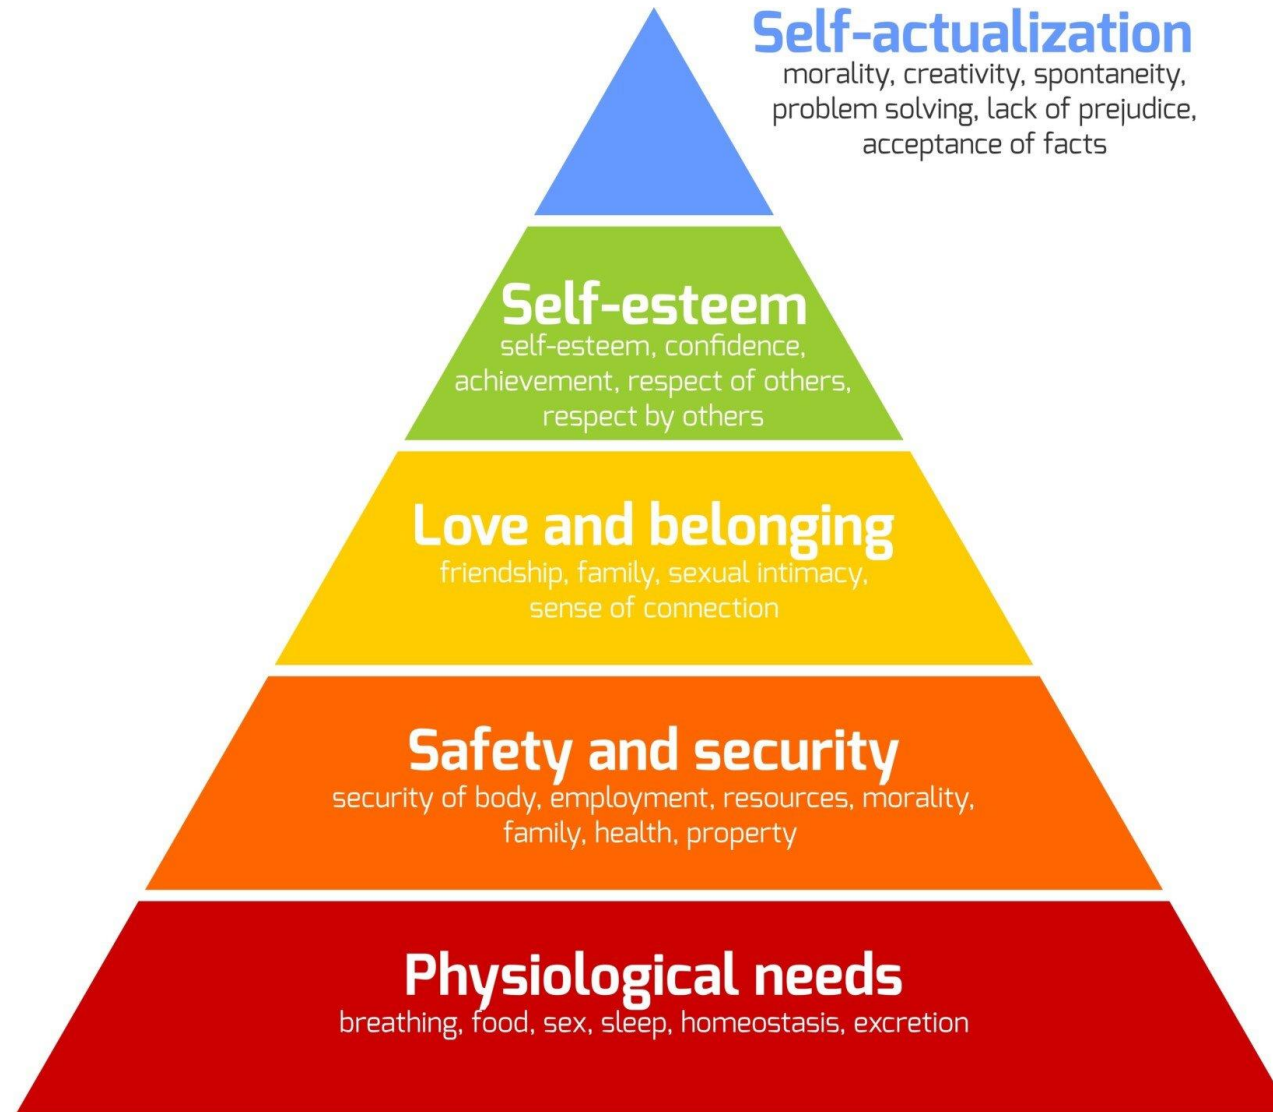 Self-actualization
morality, creativity, spontaneity,
problem solving, lack of prejudice,
acceptance of facts
Self-esteem
self-esteem, confidence,
achievement, respect of others,
respect by others
Love and belonging
friendship, family, sexual intimacy,
sense of connection
Safety and security
security of body, employment, resources, morality,
family, health, property
Physiological needs
breathing, food, sex, sleep, homeostasis, excretion